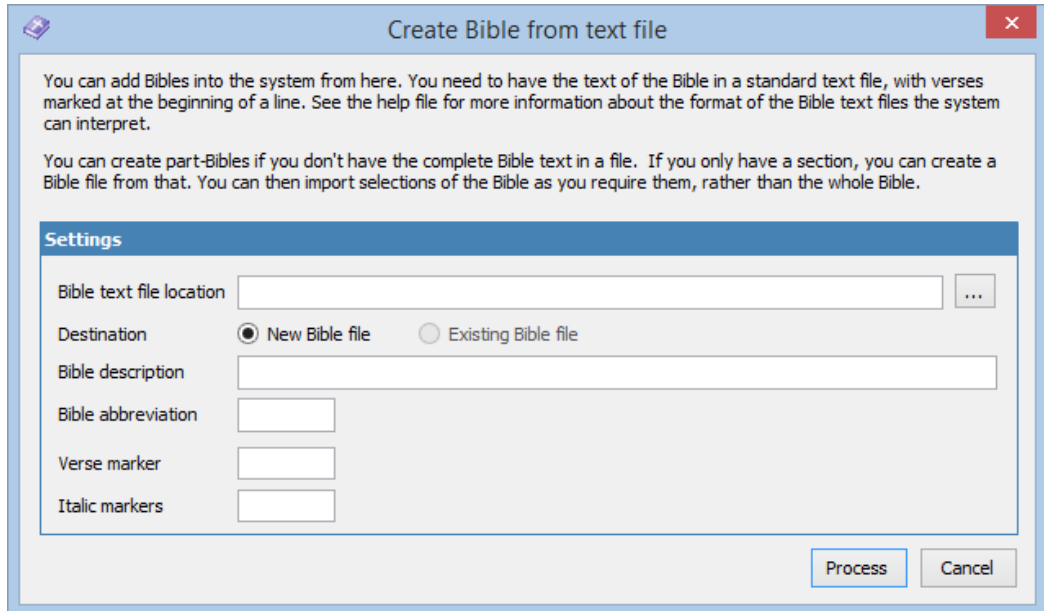 Create Bible from text file
You can add Bibles into the system from here. You need to have the text of the Bible in a standard text file, with verses
marked at the beginning of a line. See the help file for more information about the format of the Bible text files the system
can interpret.
You can create part-Bibles if you don't have the complete Bible text in a file.  If you only have a section, you can create a
Bible file from that. You can then import selections of the Bible as you require them, rather than the whole Bible.
Settings
Bible text file location ...
Destination New Bible file Existing Bible file
Bible description
Bible abbreviation
Verse marker
Italic markers
Process Cancel